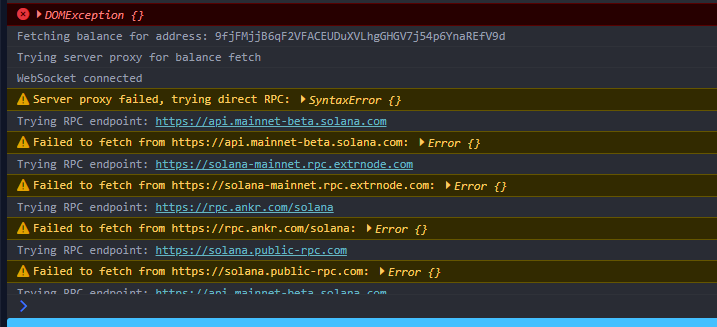 DOMException {}
Fetching balance for address: 9fjFMjjB6qF2VFACEUDuXVLhgGHGV7j54p6YnaREfV9d
Trying server proxy for balance fetch
WebSocket connected
Server proxy failed, trying direct RPC: SyntaxError {}
Trying RPC endpoint: https://api.mainnet-beta.solana.com
Failed to fetch from https://api.mainnet-beta.solana.com: Error {}
Trying RPC endpoint: https://solana-mainnet.rpc.extrnode.com
Failed to fetch from https://solana-mainnet.rpc.extrnode.com: Error {}
Trying RPC endpoint: https://rpc.ankr.com/solana
Failed to fetch from https://rpc.ankr.com/solana: Error {}
Trying RPC endpoint: https://solana.public-rpc.com
Failed to fetch from https://solana.public-rpc.com: Error {}
Trying RPC endpoint: https://api.mainnet-beta.solana.com